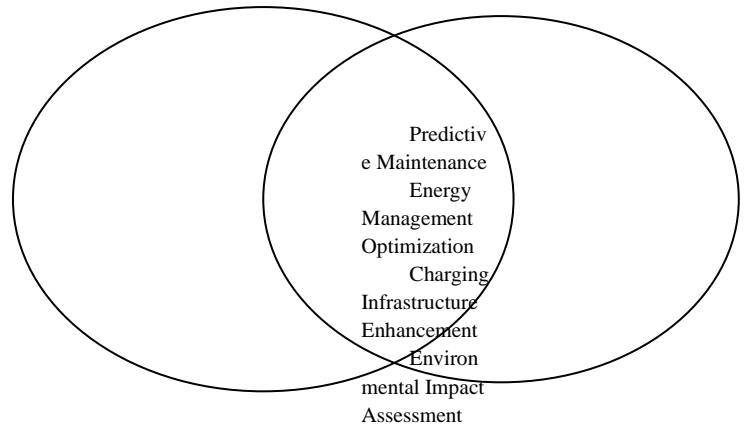 Predictiv
e Maintenance
Energy
Management
Optimization
Charging
Infrastructure
Enhancement
Environ
mental Impact
Assessment